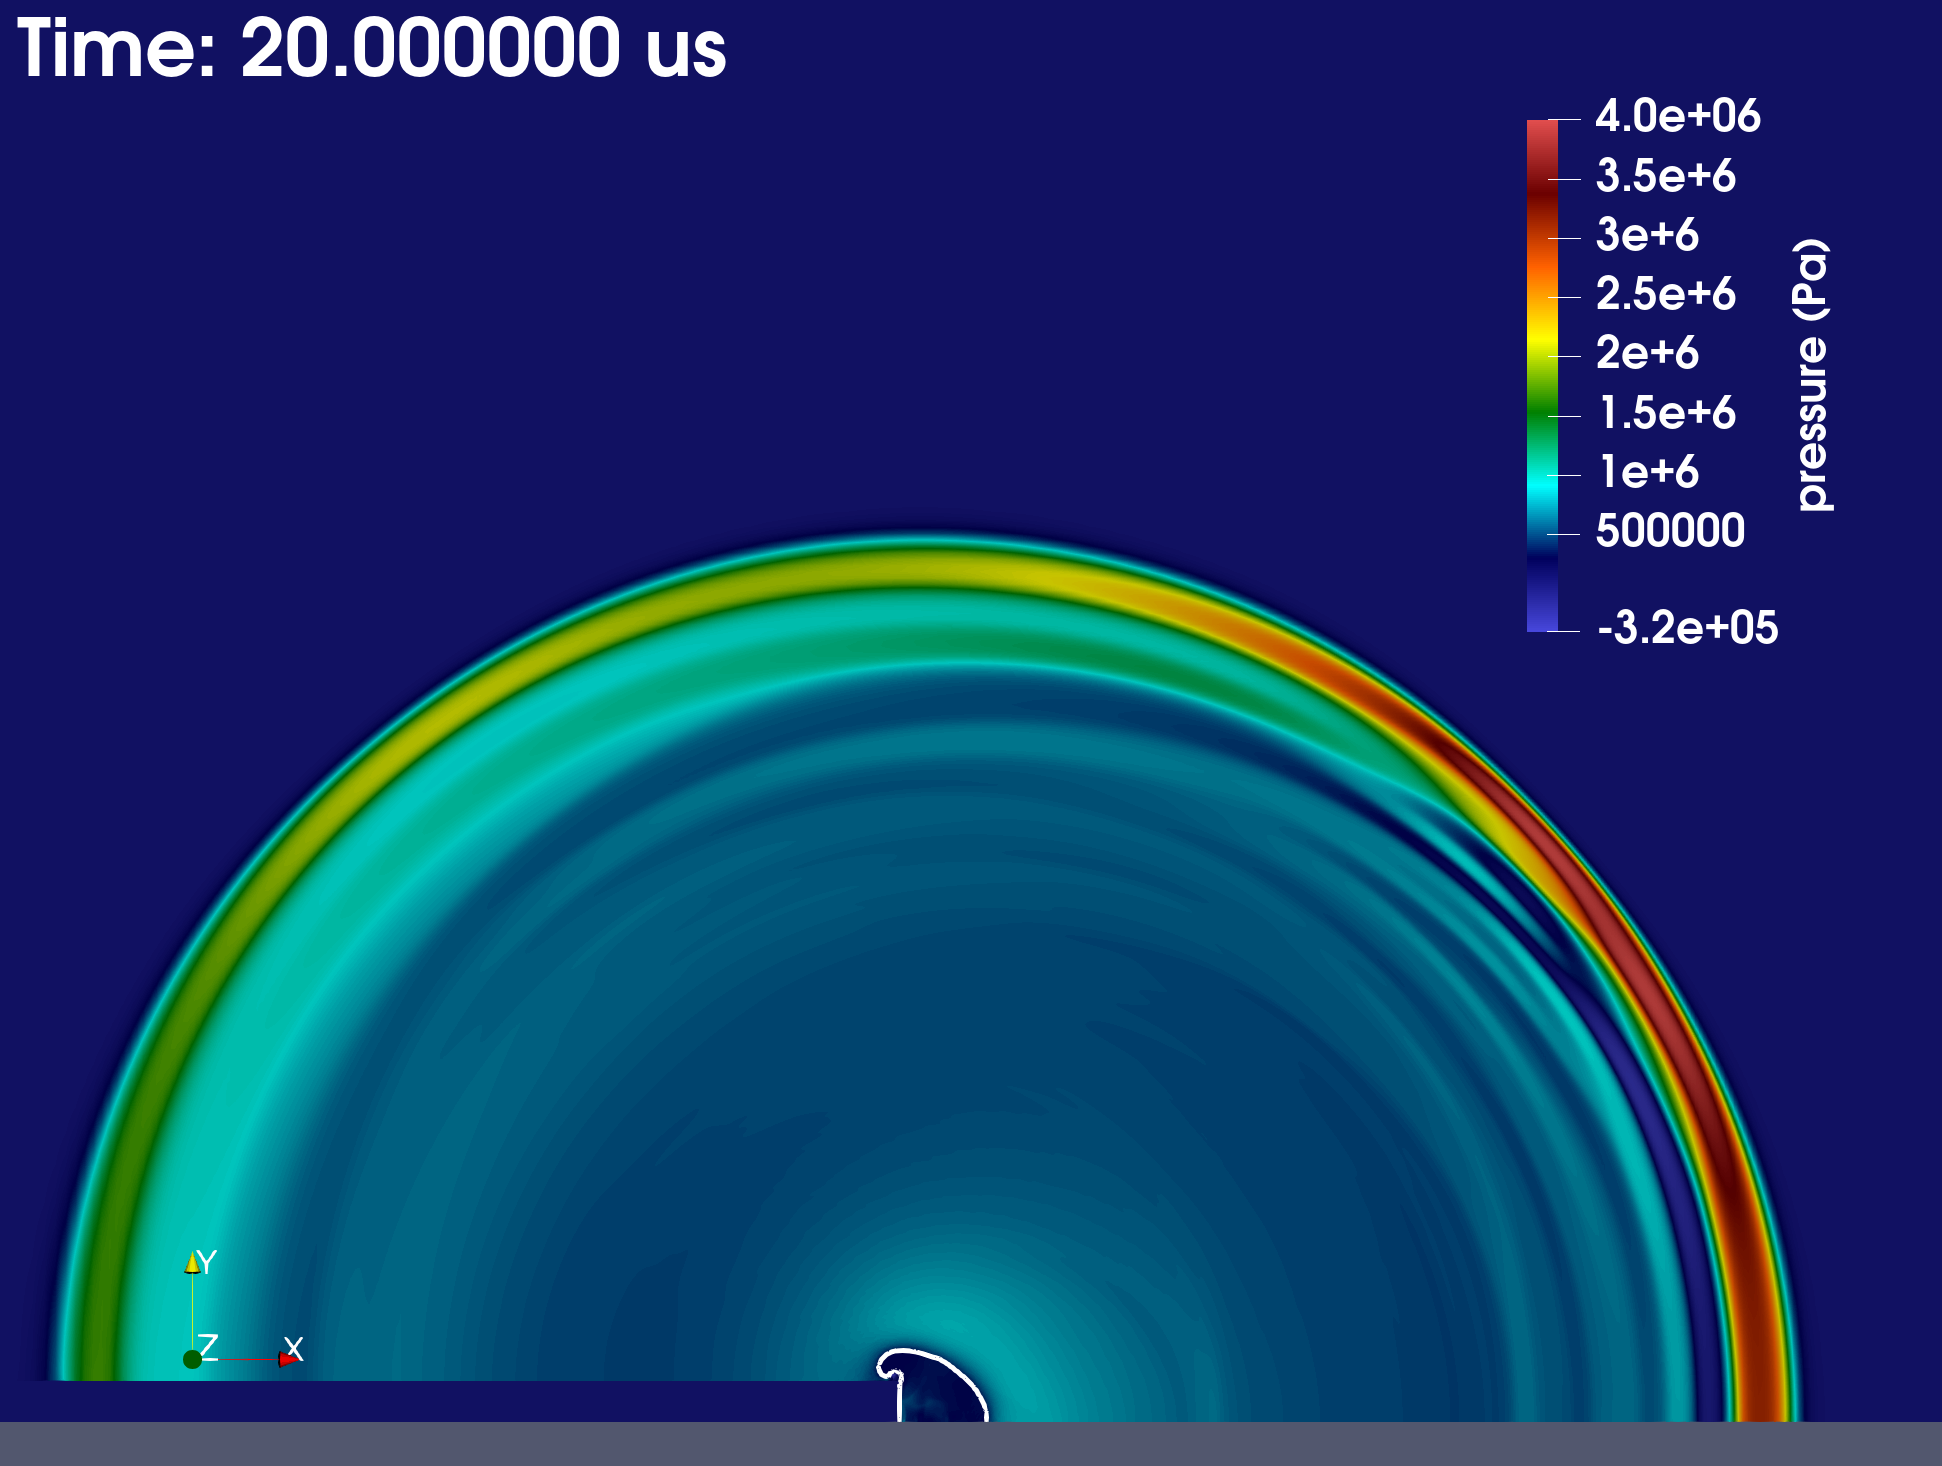 Time: 20.000000 us
4.0e+06
3.5e+6
3e+6
2.5e+6
2e+6
1.5e+6
1e+6
500000
-3.2e+05
pressure (Pa)
Y
Z
X